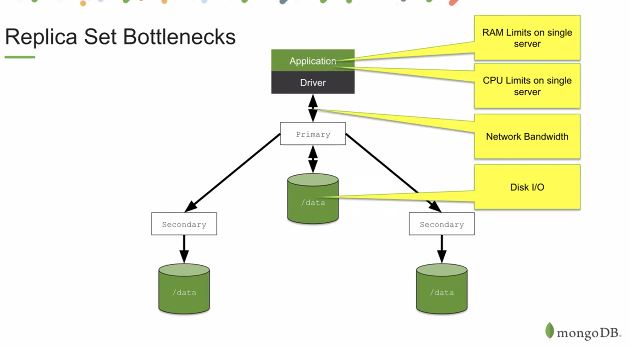 Replica Set Bottlenecks
Application
Driver
Primary
/data
Secondary
/data
Secondary
/data
RAM Limits on single
server
CPU Limits on single
server
Network Bandwidth
Disk I/O
mongoDB.